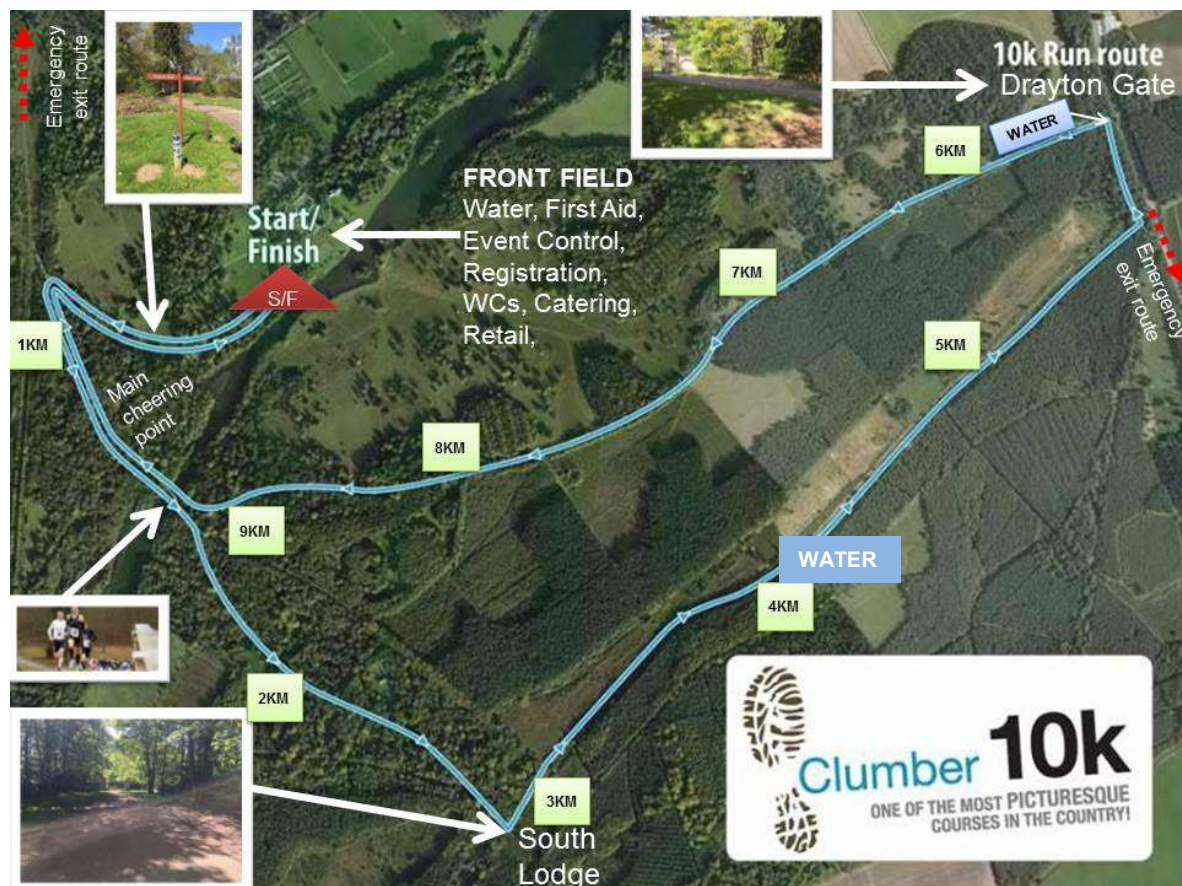 Emergency
exit route
10k Run route
Drayton Gate
WATER
6KM
FRONT FIELD
Water, First Aid,
Event Control,
Registration,
WCs, Catering,
Retail,
Start/
Finish
S/F
7KM
Emergency
exit route
1KM
5KM
Main
cheering
point
8KM
9KM
WATER
4KM
2KM
3KM
South
Lodge
Clumber 10k
ONE OF THE MOST PICTURESQUE
COURSES IN THE COUNTRY!